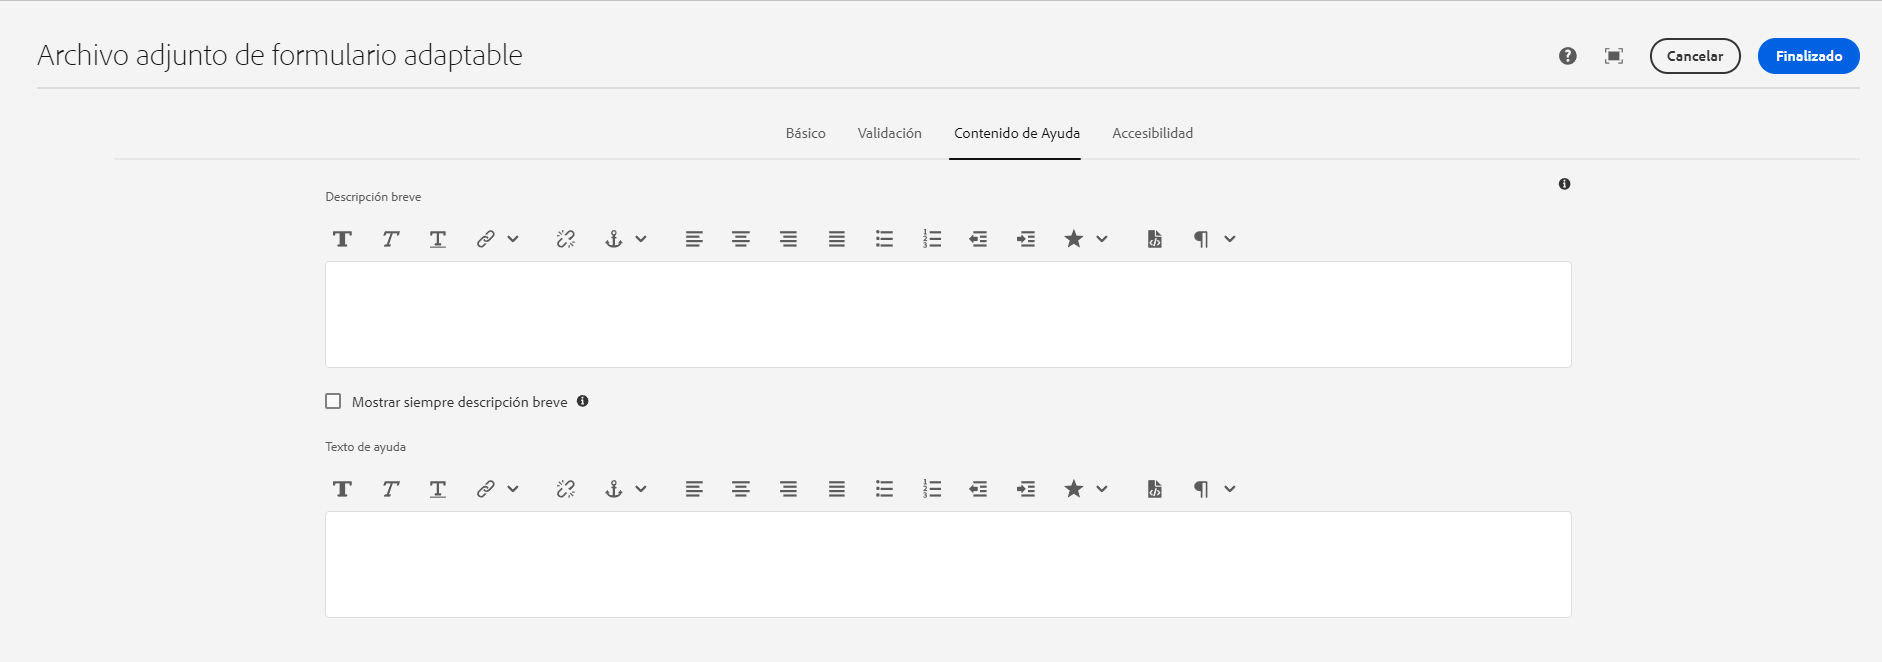 Archivo adjunto de formulario adaptable
Cancelar
Finalizado
Básico
Validación
Contenido de Ayuda
Accesibilidad
Descripción breve
Mostrar siempre descripción breve
Texto de ayuda